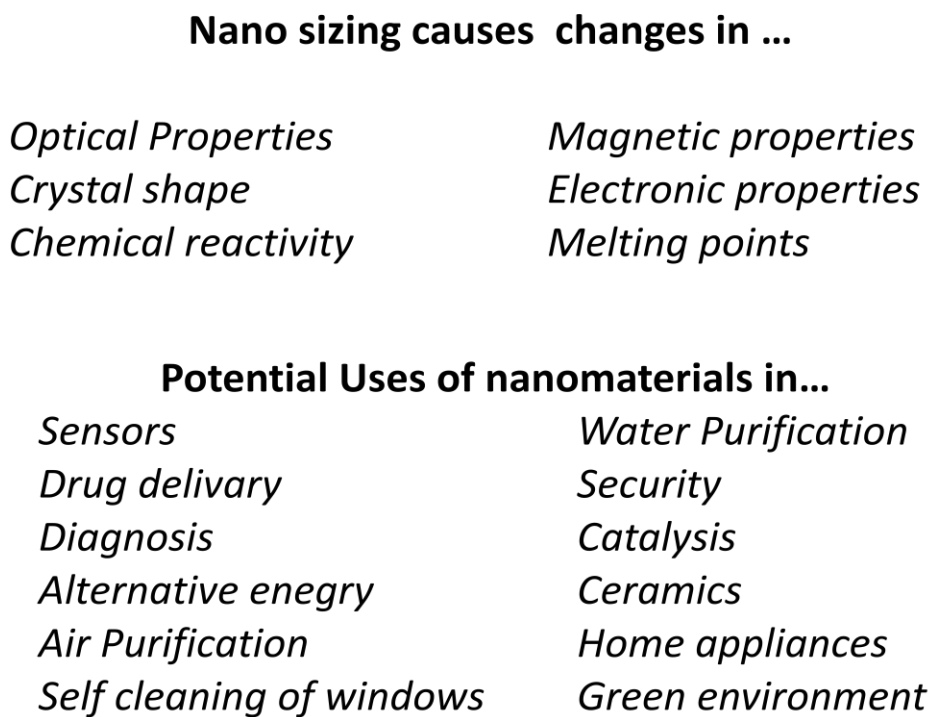 Nano sizing causes  changes in ...
Optical Properties
Crystal shape
Chemical reactivity
Magnetic properties
Electronic properties
Melting points
Potential Uses of nanomaterials in...
Sensors
Drug delivary
Diagnosis
Alternative enegry
Air Purification
Self cleaning of windows
Water Purification
Security
Catalysis
Ceramics
Home appliances
Green environment